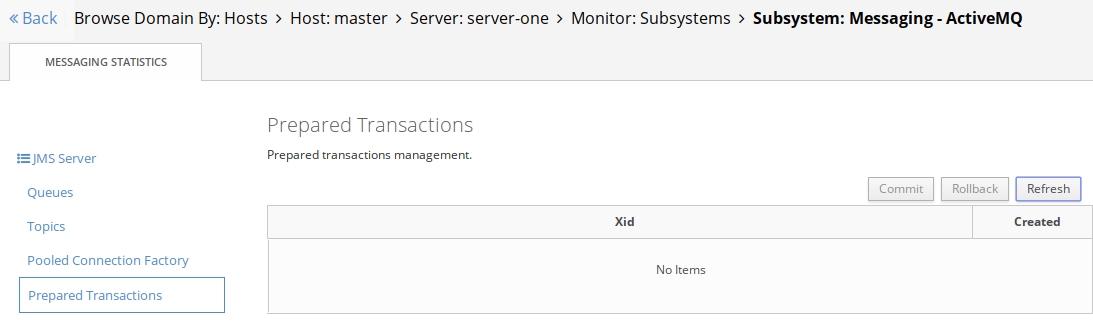 « Back Browse Domain By: Hosts > Host: master > Server: server-one > Monitor: Subsystems > Subsystem: Messaging - ActiveMQ
MESSAGING STATISTICS
JMS Server
Queues
Topics
Pooled Connection Factory
Prepared Transactions
Prepared Transactions
Prepared transactions management.
Commit Rollback Refresh
Xid Created
No Items